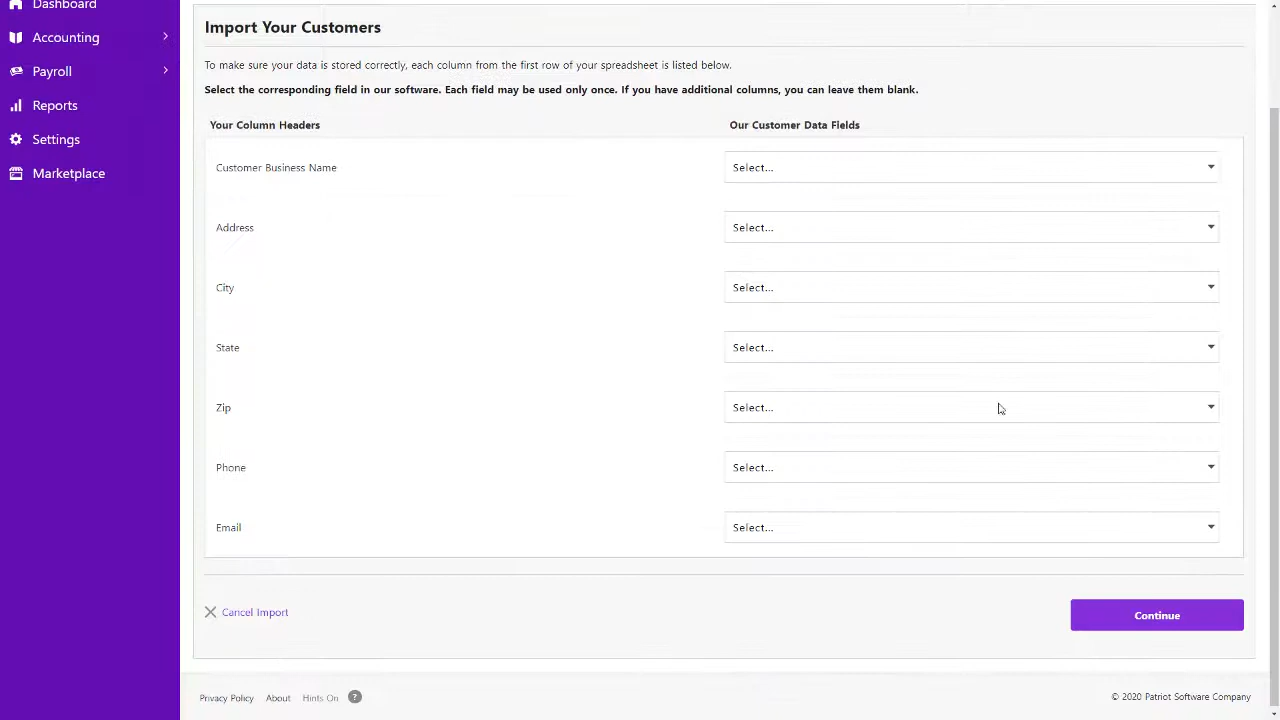 Dashboard
Accounting
Payroll
Reports
Settings
Marketplace
Import Your Customers
To make sure your data is stored correctly, each column from the first row of your spreadsheet is listed below.
Select the corresponding field in our software. Each field may be used only once. If you have additional columns, you can leave them blank.
Your Column Headers Our Customer Data Fields
Customer Business Name Select...
Address Select...
City Select...
State Select...
Zip Select...
Phone Select...
Email Select...
Cancel Import Continue
Privacy Policy About Hints On ? © 2020 Patriot Software Company